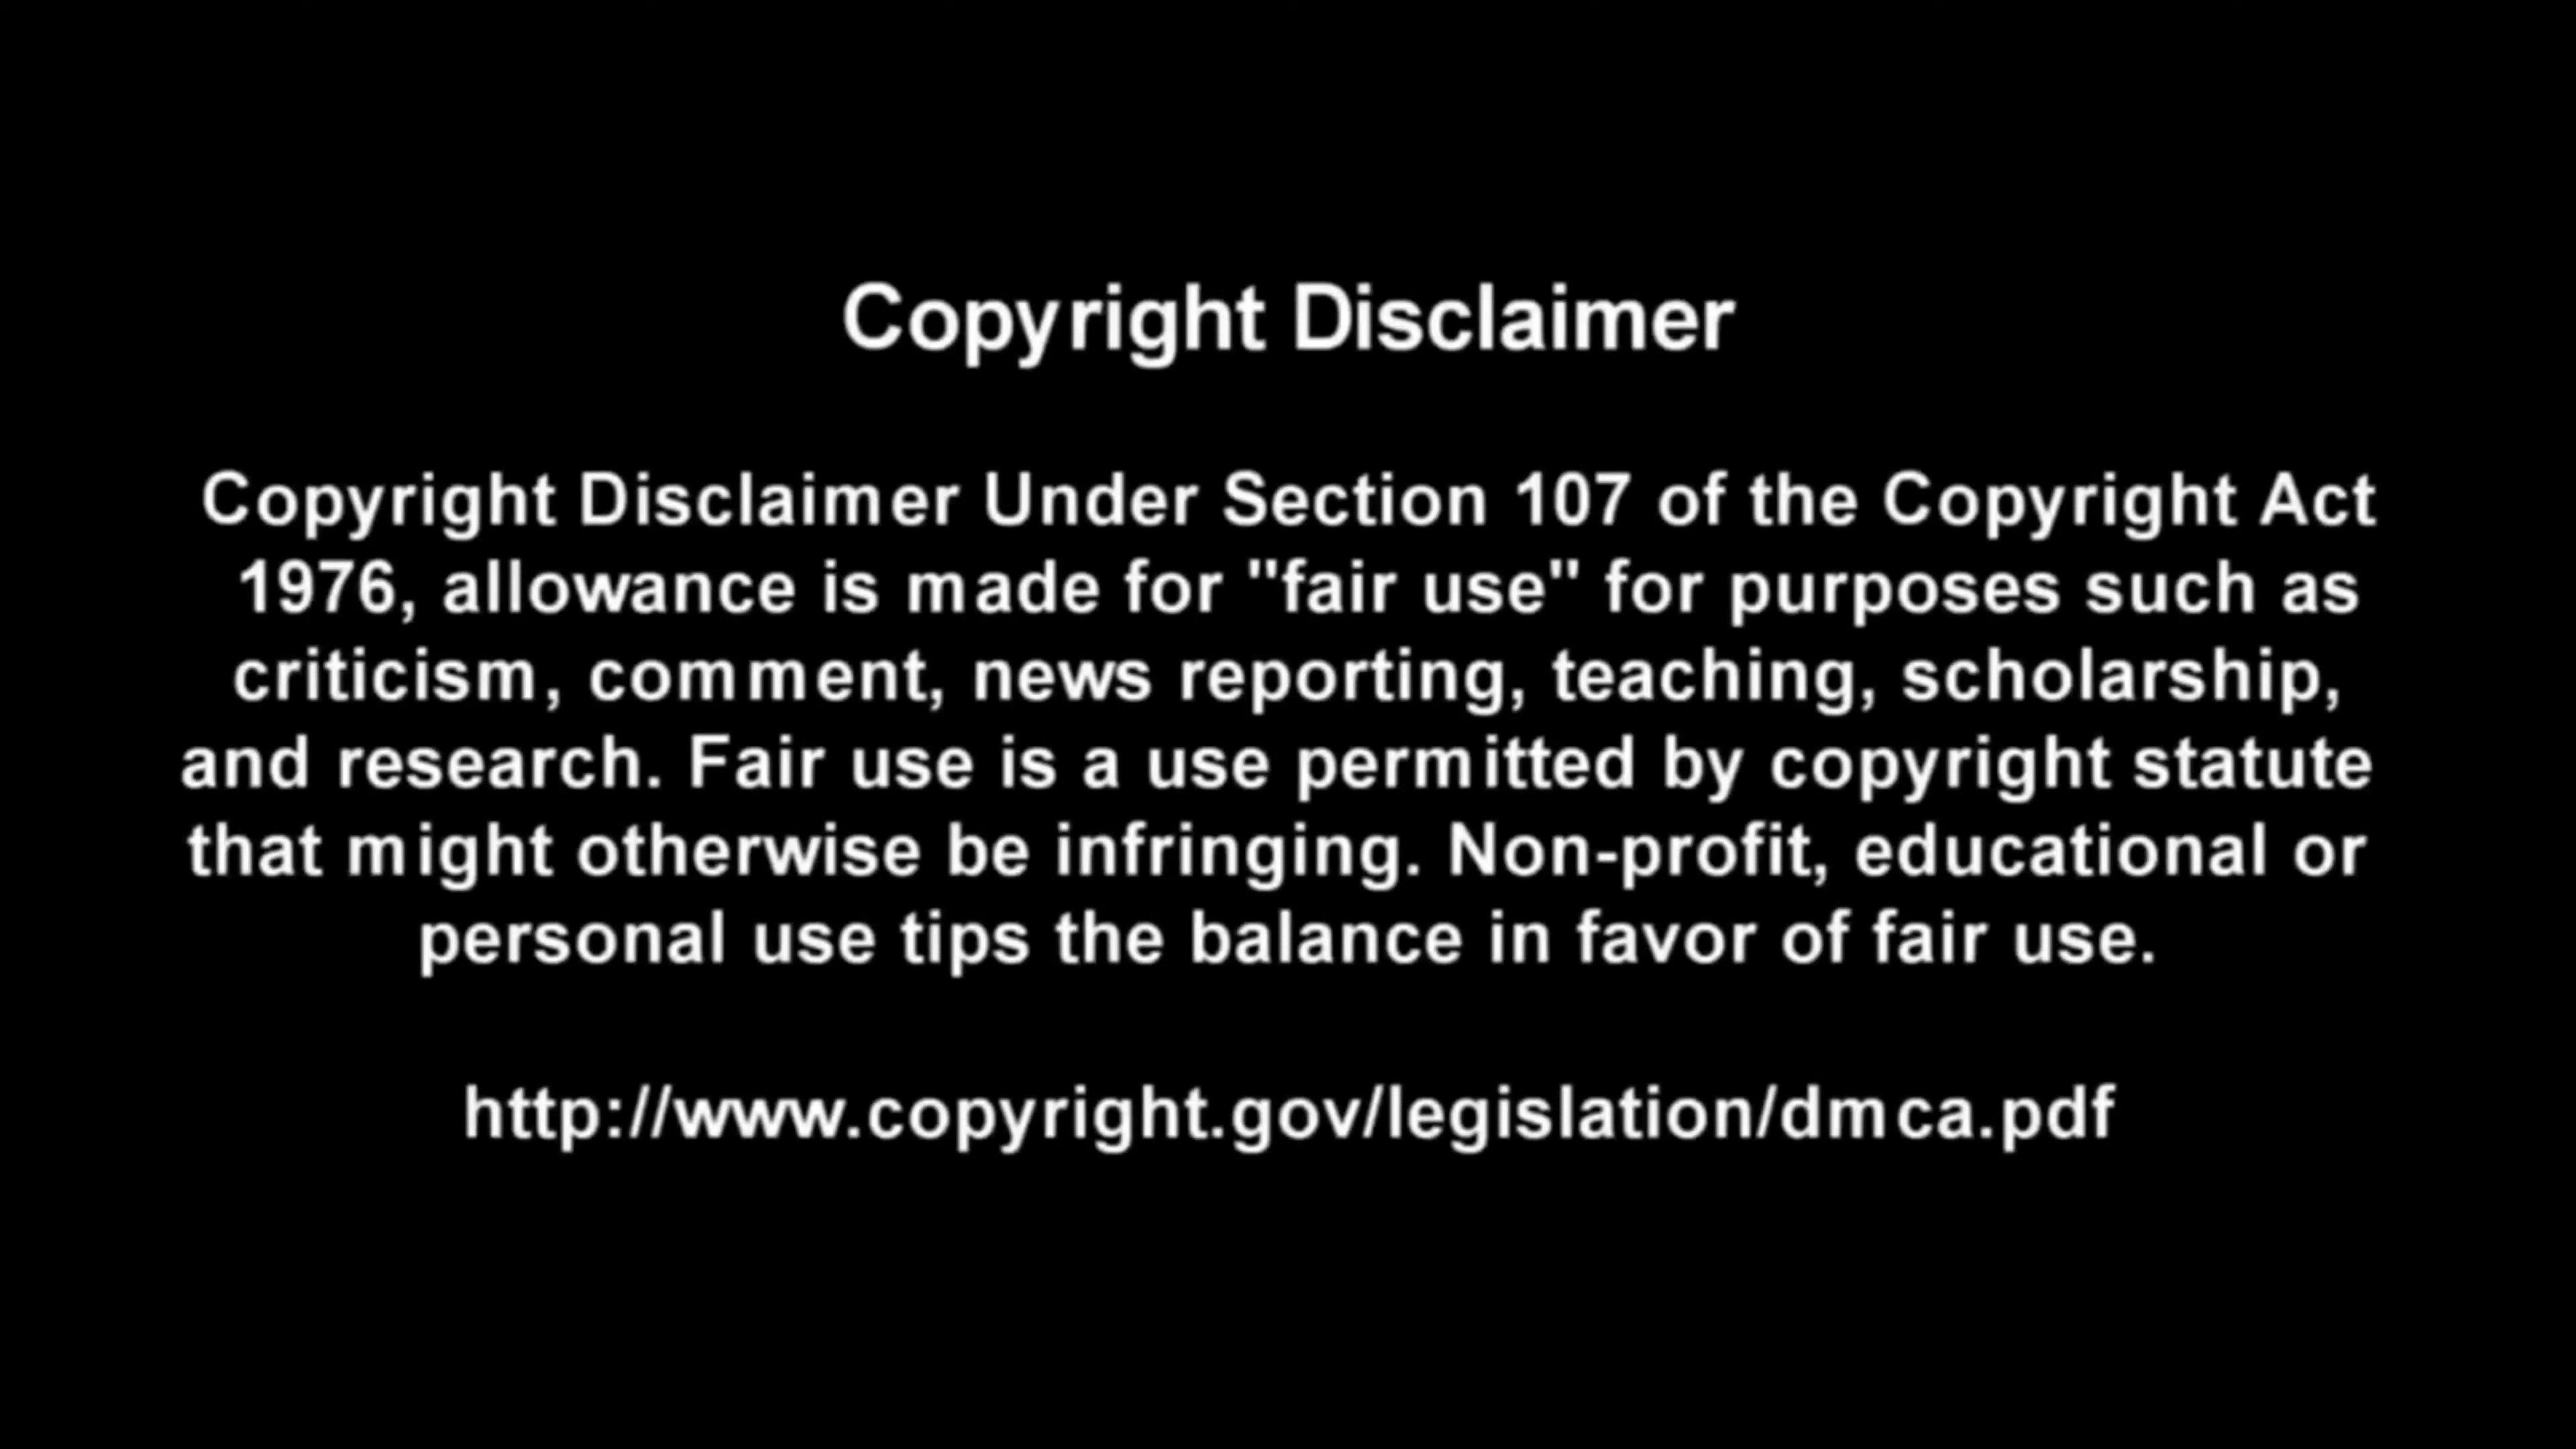 Copyright Disclaimer
Copyright Disclaimer Under Section 107 of the Copyright Act
1976, allowance is made for "fair use" for purposes such as
criticism, comment, news reporting, teaching, scholarship,
and research. Fair use is a use permitted by copyright statute
that might otherwise be infringing. Non-profit, educational or
personal use tips the balance in favor of fair use.
http://www.copyright.gov/legislation/dmca.pdf